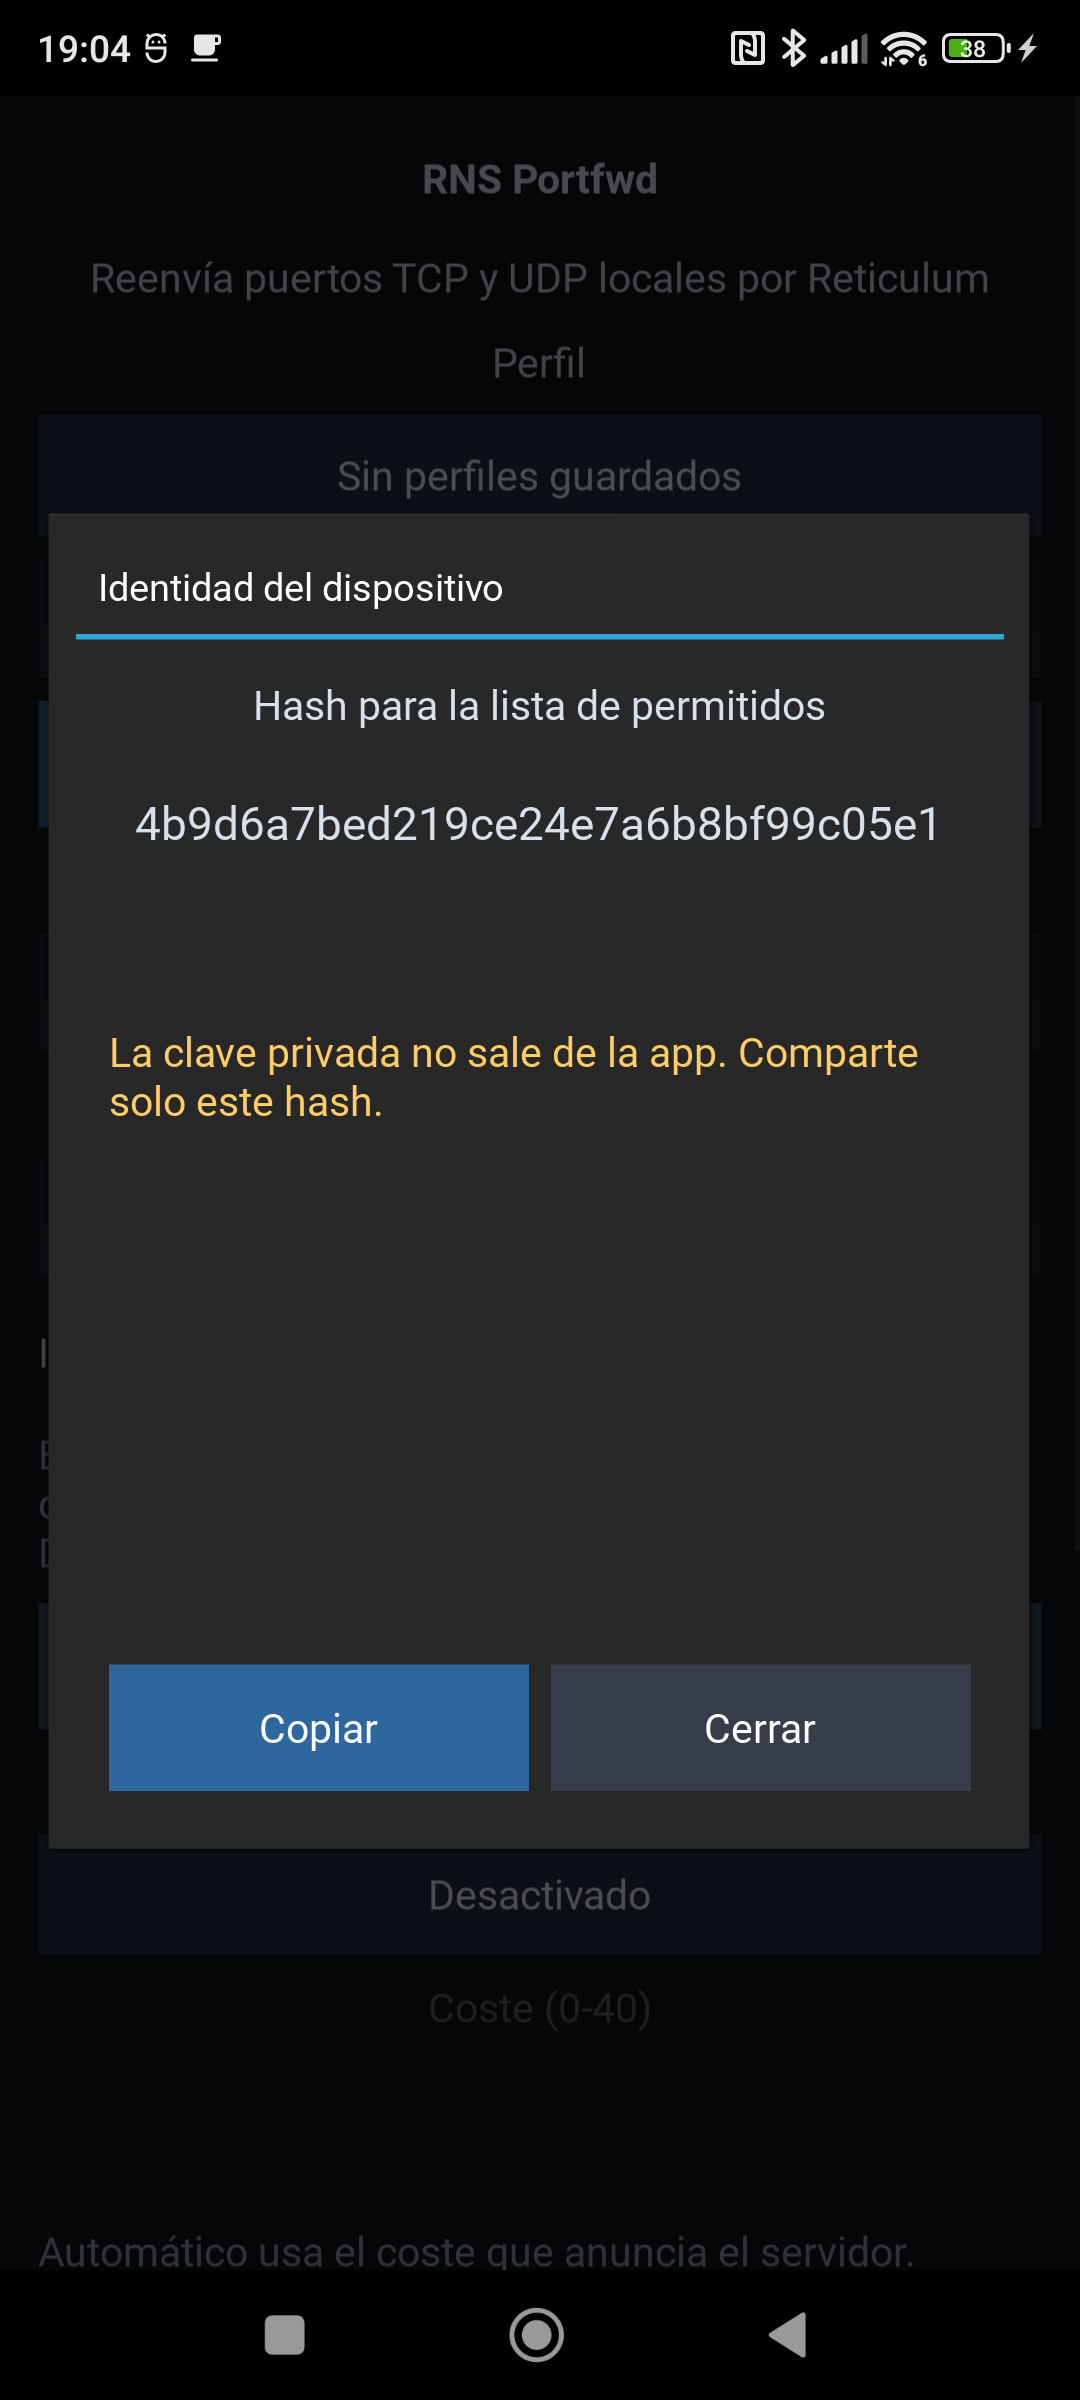 19:04
6
38
RNS Portfwd
Reenvía puertos TCP y UDP locales por Reticulum
Perfil
Sin perfiles guardados
Identidad del dispositivo
Hash para la lista de permitidos
4b9d6a7bed219ce24e7a6b8bf99c05e1
La clave privada no sale de la app. Comparte
solo este hash.
Copiar
Cerrar
Desactivado
Coste (0-40)
Automático usa el coste que anuncia el servidor.